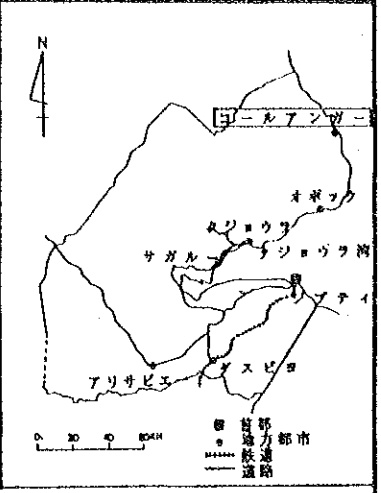 N
コールアンガー
オボック
タジョウラ
サガルー
タジョウラ湾
ジブティ
アリサビエ
ダスビヨ
0 40 80KM
首都
地方都市
鉄道
道路